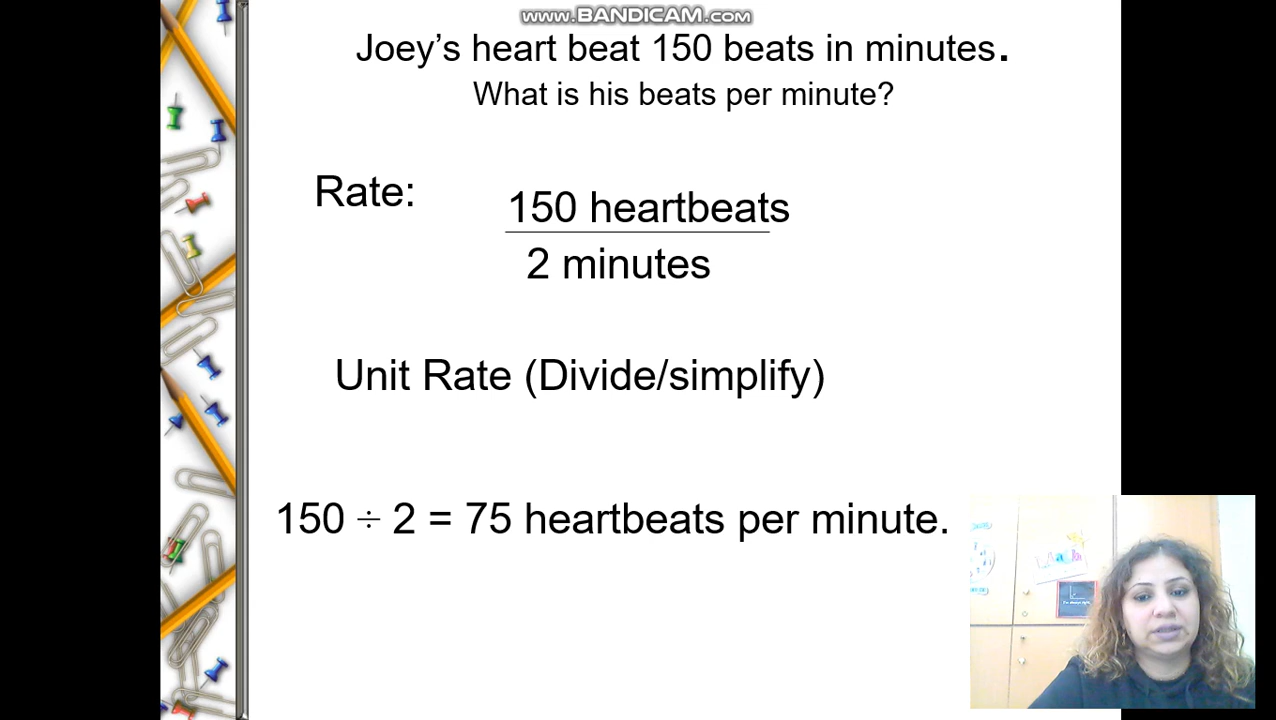 www.BANDICAM.com
Joey’s heart beat 150 beats in minutes.
What is his beats per minute?
Rate:
150 heartbeats
2 minutes
Unit Rate (Divide/simplify)
150 ÷ 2 = 75 heartbeats per minute.